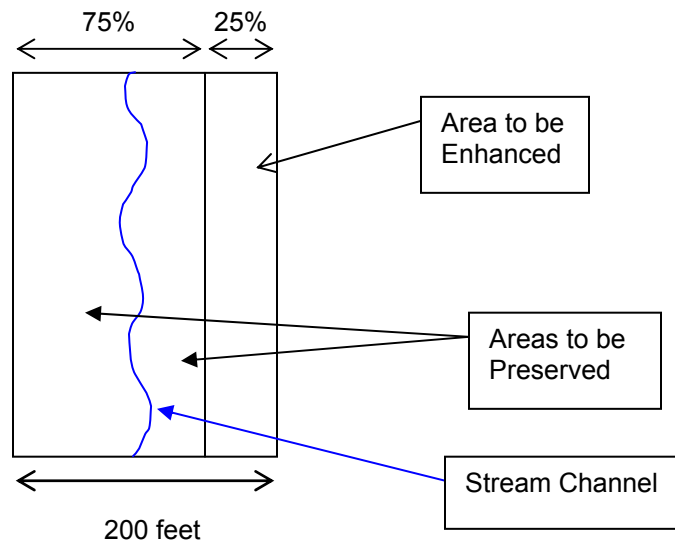 75%
25%
Area to be
Enhanced
Areas to be
Preserved
Stream Channel
200 feet